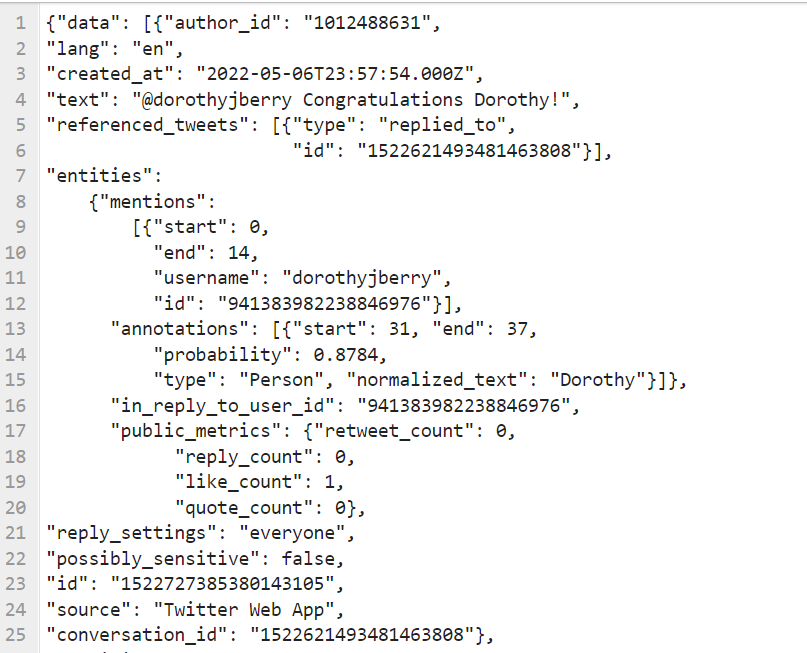 1 {"data": [{"author_id": "1012488631",
2 "lang": "en",
3 "created_at": "2022-05-06T23:57:54.000Z",
4 "text": "@dorothyjberry Congratulations Dorothy!",
5 "referenced_tweets": [{"type": "replied_to",
6 "id": "1522621493481463808"}],
7 "entities":
8 {"mentions":
9 [{"start": 0,
10 "end": 14,
11 "username": "dorothyjberry",
12 "id": "941383982238846976"}],
13 "annotations": [{"start": 31, "end": 37,
14 "probability": 0.8784,
15 "type": "Person", "normalized_text": "Dorothy"}]},
16 "in_reply_to_user_id": "941383982238846976",
17 "public_metrics": {"retweet_count": 0,
18 "reply_count": 0,
19 "like_count": 1,
20 "quote_count": 0},
21 "reply_settings": "everyone",
22 "possibly_sensitive": false,
23 "id": "1522727385380143105",
24 "source": "Twitter Web App",
25 "conversation_id": "1522621493481463808"},